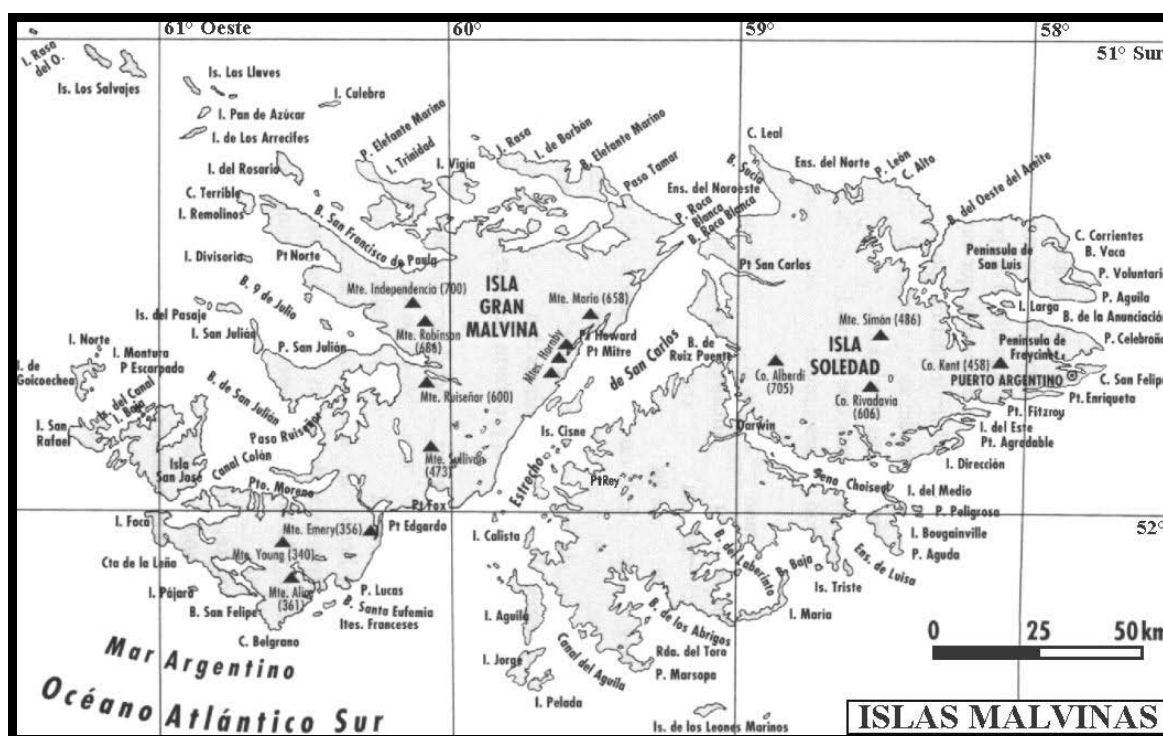 61° Oeste
60°
59°
58°
51° Sur
I. Rasa
del O.
Is. Los Salvajes
Is. Las Llaves
I. Culebra
I. Pan de Azúcar
I. de Los Arrecifes
I. del Rosario
P. Elefante Marino
I. Trinidad
I. Vigía
I. Rasa
I. de Borbón
B. Elefante Marino
Paso Tamar
C. Leal
B. Sucia
Ens. del Norte
P. León
C. Alto
Ens. del Noroeste
B. del Oeste del Amite
C. Terrible
I. Remolinos
B. San Francisco de Paula
P. Roca
Blanca
B. Roca Blanca
C. Corrientes
B. Vaca
Península de
San Luis
P. Voluntario
I. Divisoria
Pt Norte
Pt San Carlos
P. Aguila
Mte. Independencia (700)
ISLA
GRAN
MALVINA
Mte. María (658)
I. Larga
B. de la Anunciación
B. 9 de Julio
Is. del Pasaje
Mte. Robinson
(686)
Mte. Simón (486)
I. San Julián
Mtes. Hornby
Pt Howard
Pt Mitre
ISLA
SOLEDAD
Península de
Freycinet
P. Celebroña
I. Norte
P. San Julián
B. de
Ruiz Puente
Co. Kent (458)
I. Montura
P Escarpada
I. de
Goicoechea
Co. Alberdi
(705)
PUERTO ARGENTINO
C. San Felipe
Mte. Ruiseñar (600)
Co. Rivadavia
(606)
Pt. Enriqueta
B. de San Julián
Is. del Canal
I. Baja
Pt. Fitzroy
Paso Ruiseñor
I. San
Rafael
Is. Cisne
Darwin
I. del Este
Pt. Agradable
Mte. Sullivan
(473)
Isla
San José
Canal Colón
Estrecho de San Carlos
I. Dirección
Pt Rey
Pto. Moreno
Seno Choiseul
I. del Medio
Pt Fox
P. Peligrosa
52°
I. Foca
Mte. Emery(356)
Pt Edgardo
I. Calista
I. Bougainville
Mte. Young (340)
P. Aguda
Cta de la Leña
B. del Laberinto
B. Baja
Ens. de Luisa
Is. Triste
I. Pájaro
Mte. Alice
(361)
P. Lucas
B. San Felipe
B. Santa Eufemia
Ites. Franceses
I. Aguila
B. de los Abrigos
I. María
C. Belgrano
0 25 50 km
Rda. del Toro
Mar Argentino
I. Jorge
Canal del Aguila
P. Marsopa
Océano Atlántico Sur
I. Pelada
Is. de los Leones Marinos
ISLAS MALVINAS